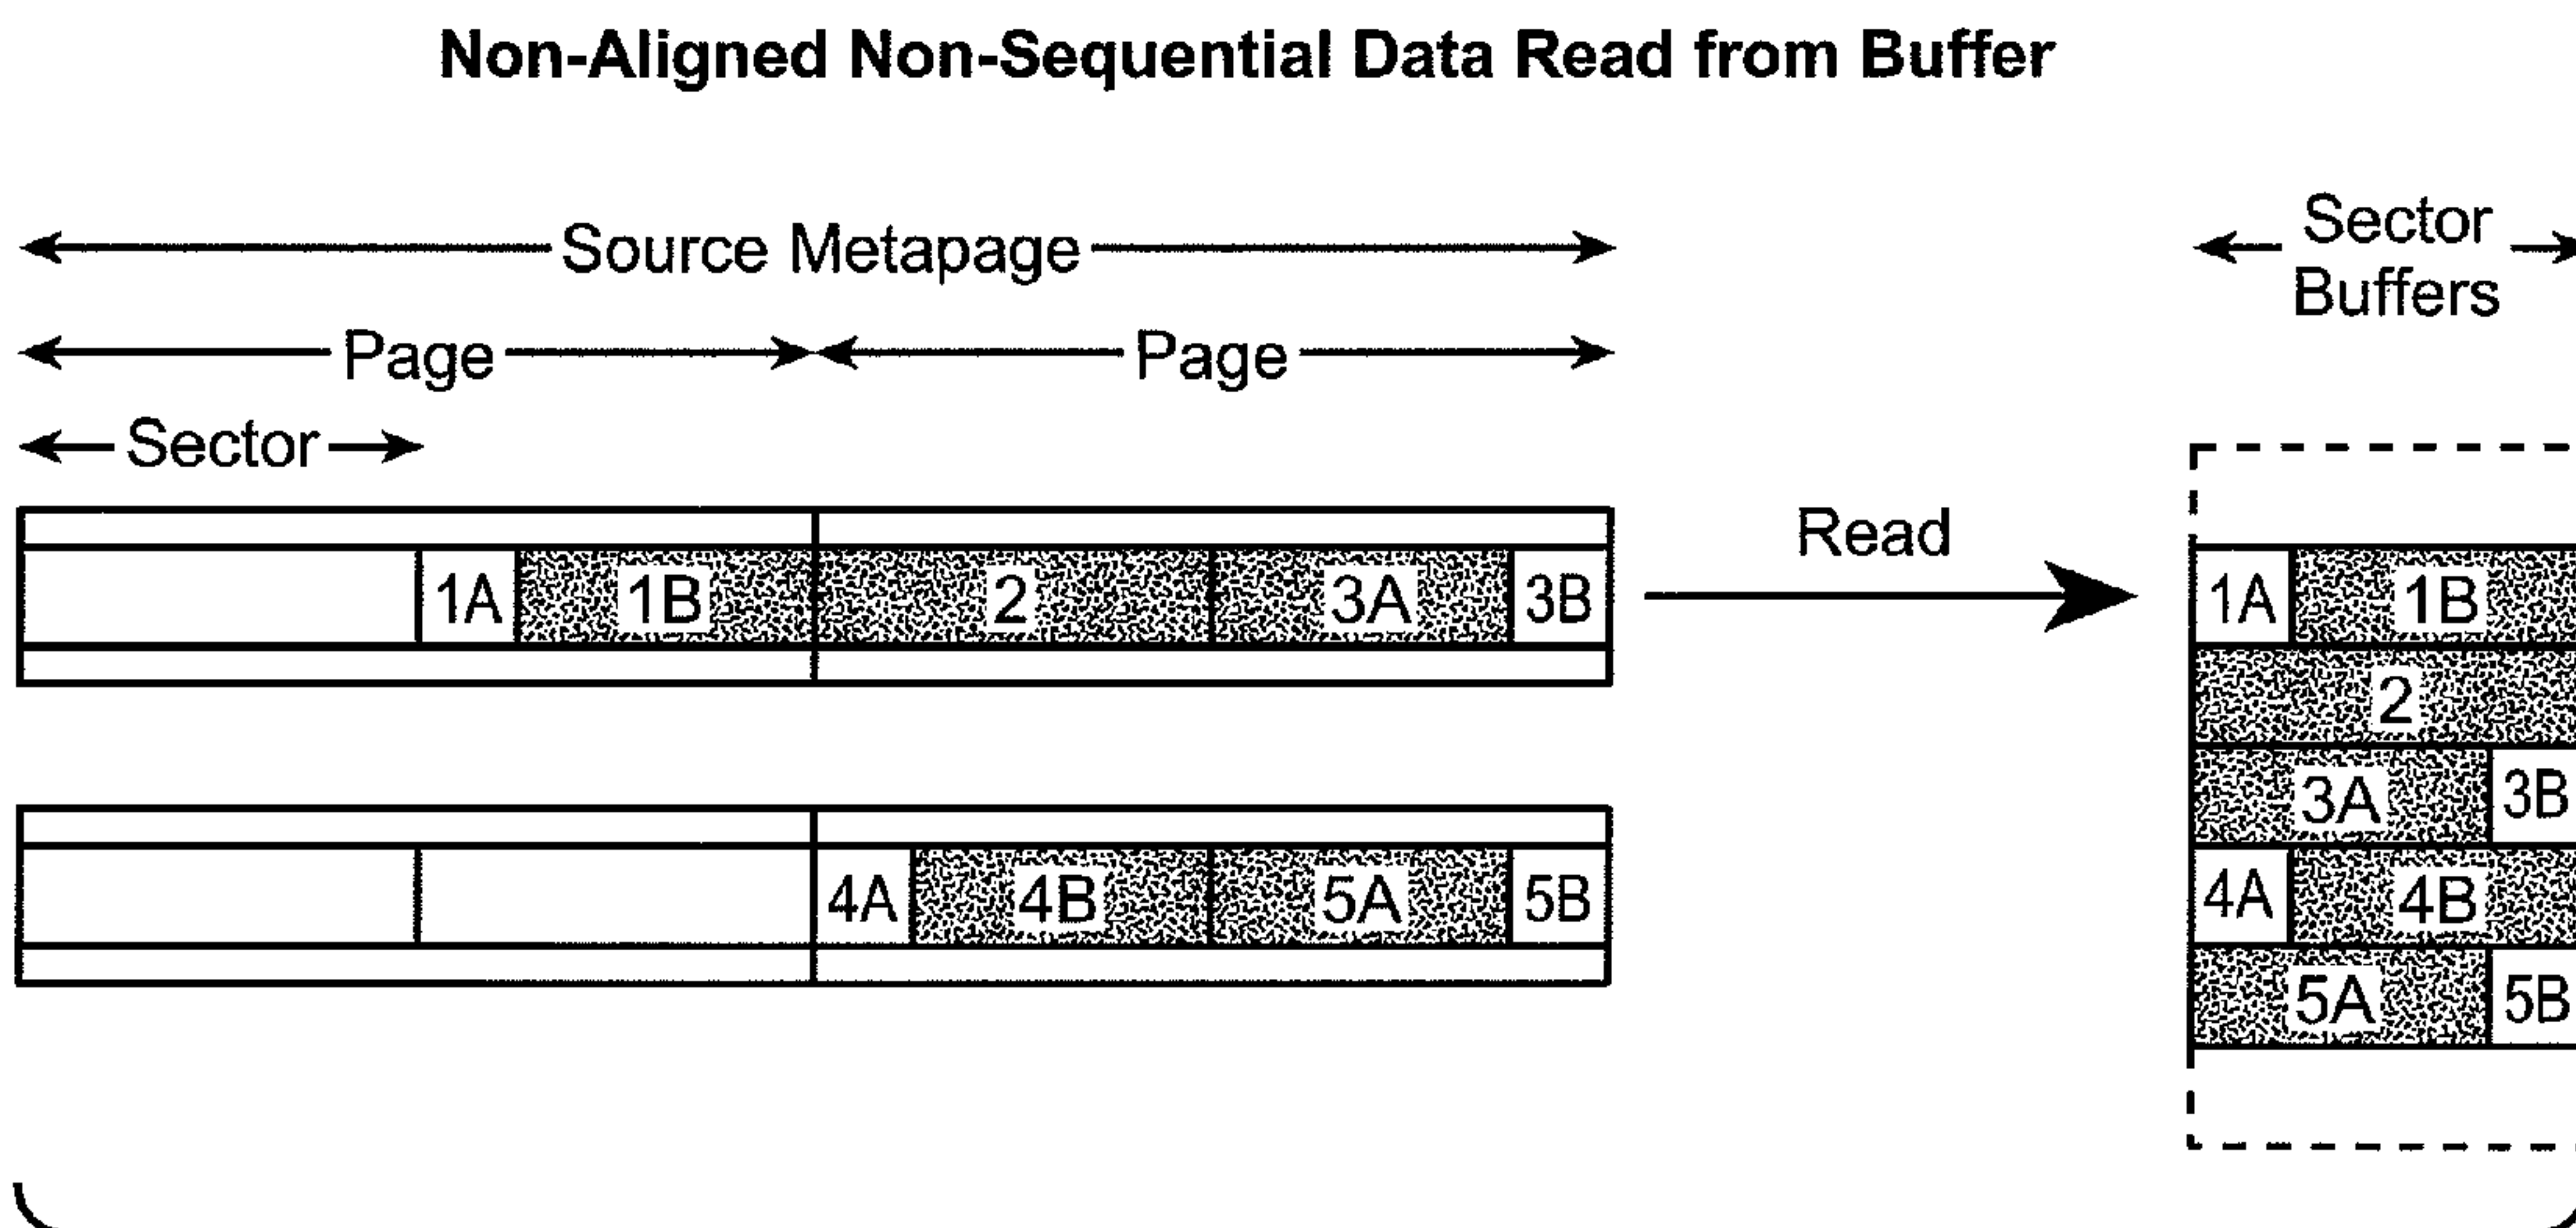 Non-Aligned Non-Sequential Data Read from Buffer
Source Metapage
Sector
Buffers
Page Page
Sector
Read
1A 1B 2 3A 3B
4A 4B 5A 5B
1A 1B
2
3A 3B
4A 4B
5A 5B